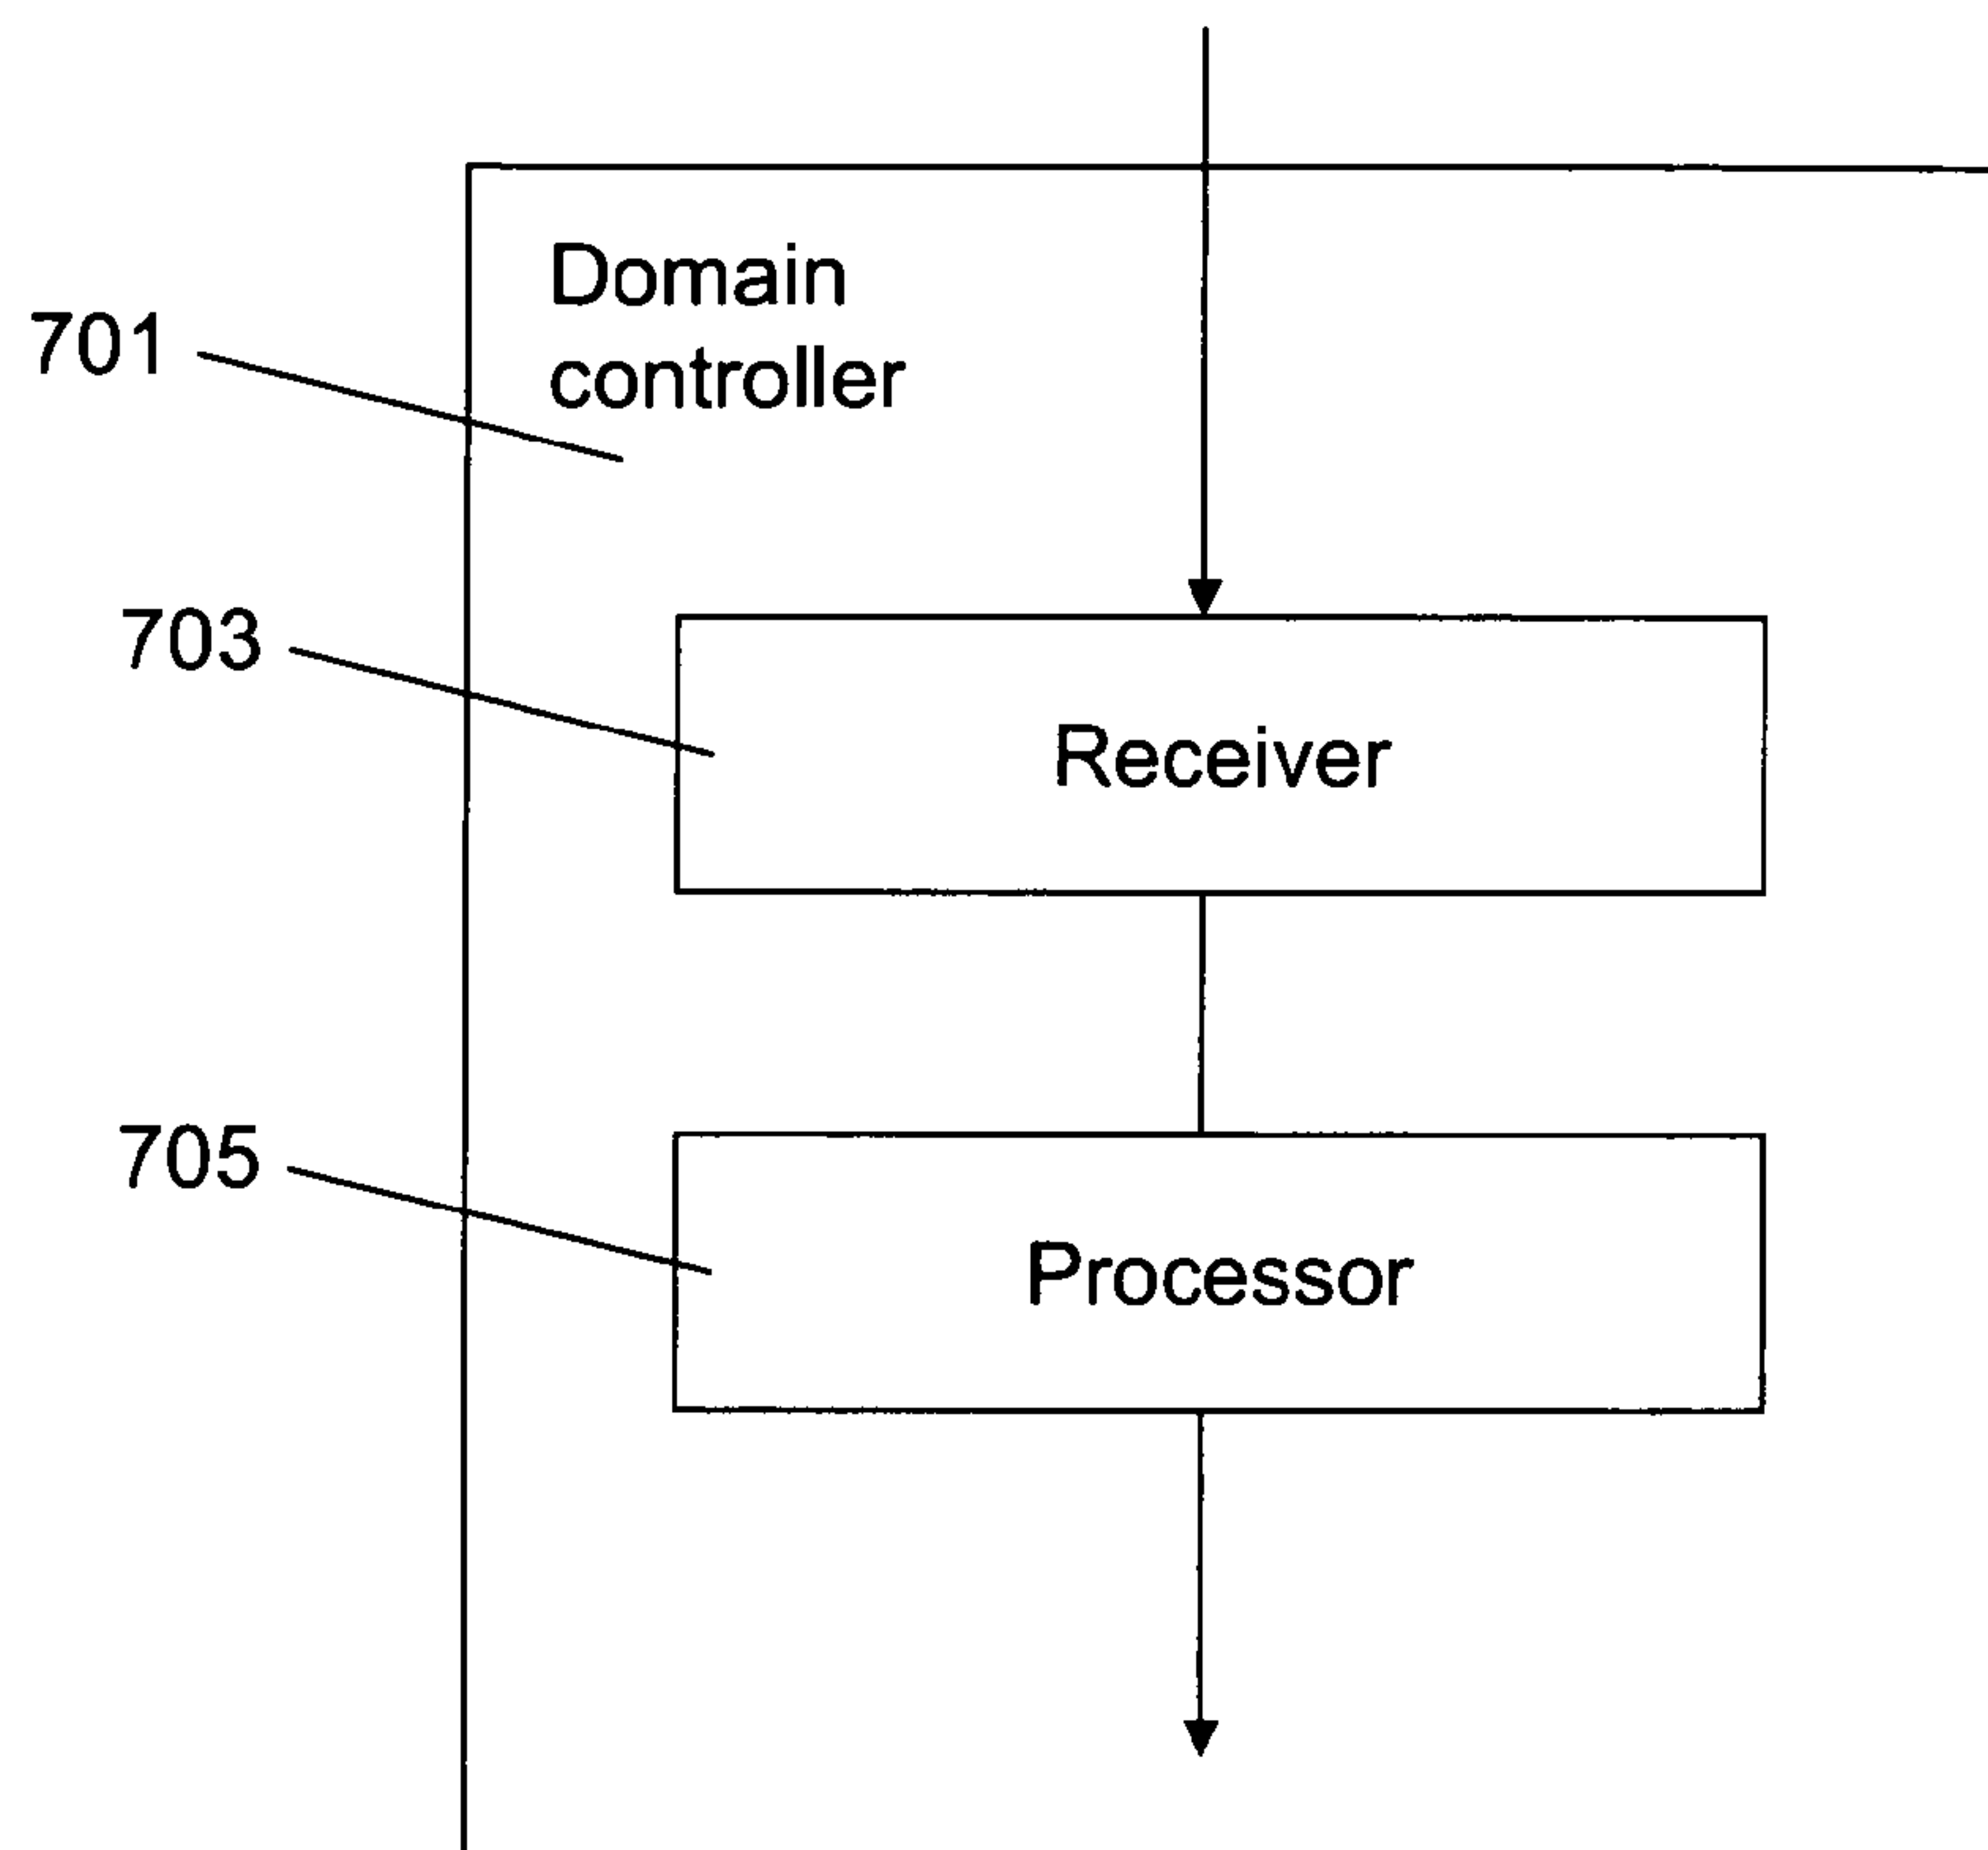 Domain
controller
701
703
Receiver
705
Processor